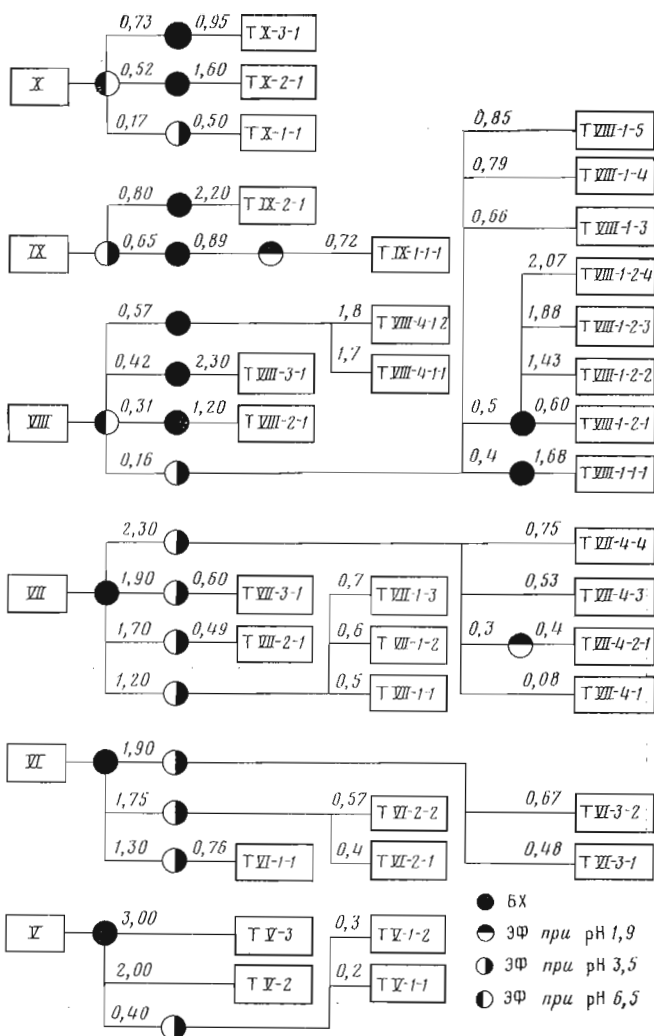 0,73 0,95 Т X-3-1
X 0,52 1,60 Т X-2-1
0,17 0,50 Т X-1-1
0,80 2,20 Т IX-2-1
IX 0,65 0,89 0,72 Т IX-1-1-1
0,85 Т VIII-1-5
0,79 Т VIII-1-4
0,66 Т VIII-1-3
2,07 Т VIII-1-2-4
1,88 Т VIII-1-2-3
1,43 Т VIII-1-2-2
0,5 0,60 Т VIII-1-2-1
0,4 1,68 Т VIII-1-1-1
0,57 1,8 Т VIII-4-1-2
1,7 Т VIII-4-1-1
0,42 2,30 Т VIII-3-1
VIII 0,31 1,20 Т VIII-2-1
0,16
2,30 0,75 Т VII-4-4
VII 1,90 0,60 Т VII-3-1 0,7 Т VII-1-3 0,53 Т VII-4-3
1,70 0,49 Т VII-2-1 0,6 Т VII-1-2 0,3 0,4 Т VII-4-2-1
1,20 0,5 Т VII-1-1 0,08 Т VII-4-1
VI 1,90
1,75 0,57 Т VI-2-2 0,67 Т VI-3-2
1,30 0,76 Т VI-1-1 0,4 Т VI-2-1 0,48 Т VI-3-1
V 3,00 Т V-3 0,3 Т V-1-2
2,00 Т V-2 0,2 Т V-1-1
0,40
БХ
ЭФ при pH 1,9
ЭФ при pH 3,5
ЭФ при pH 6,5